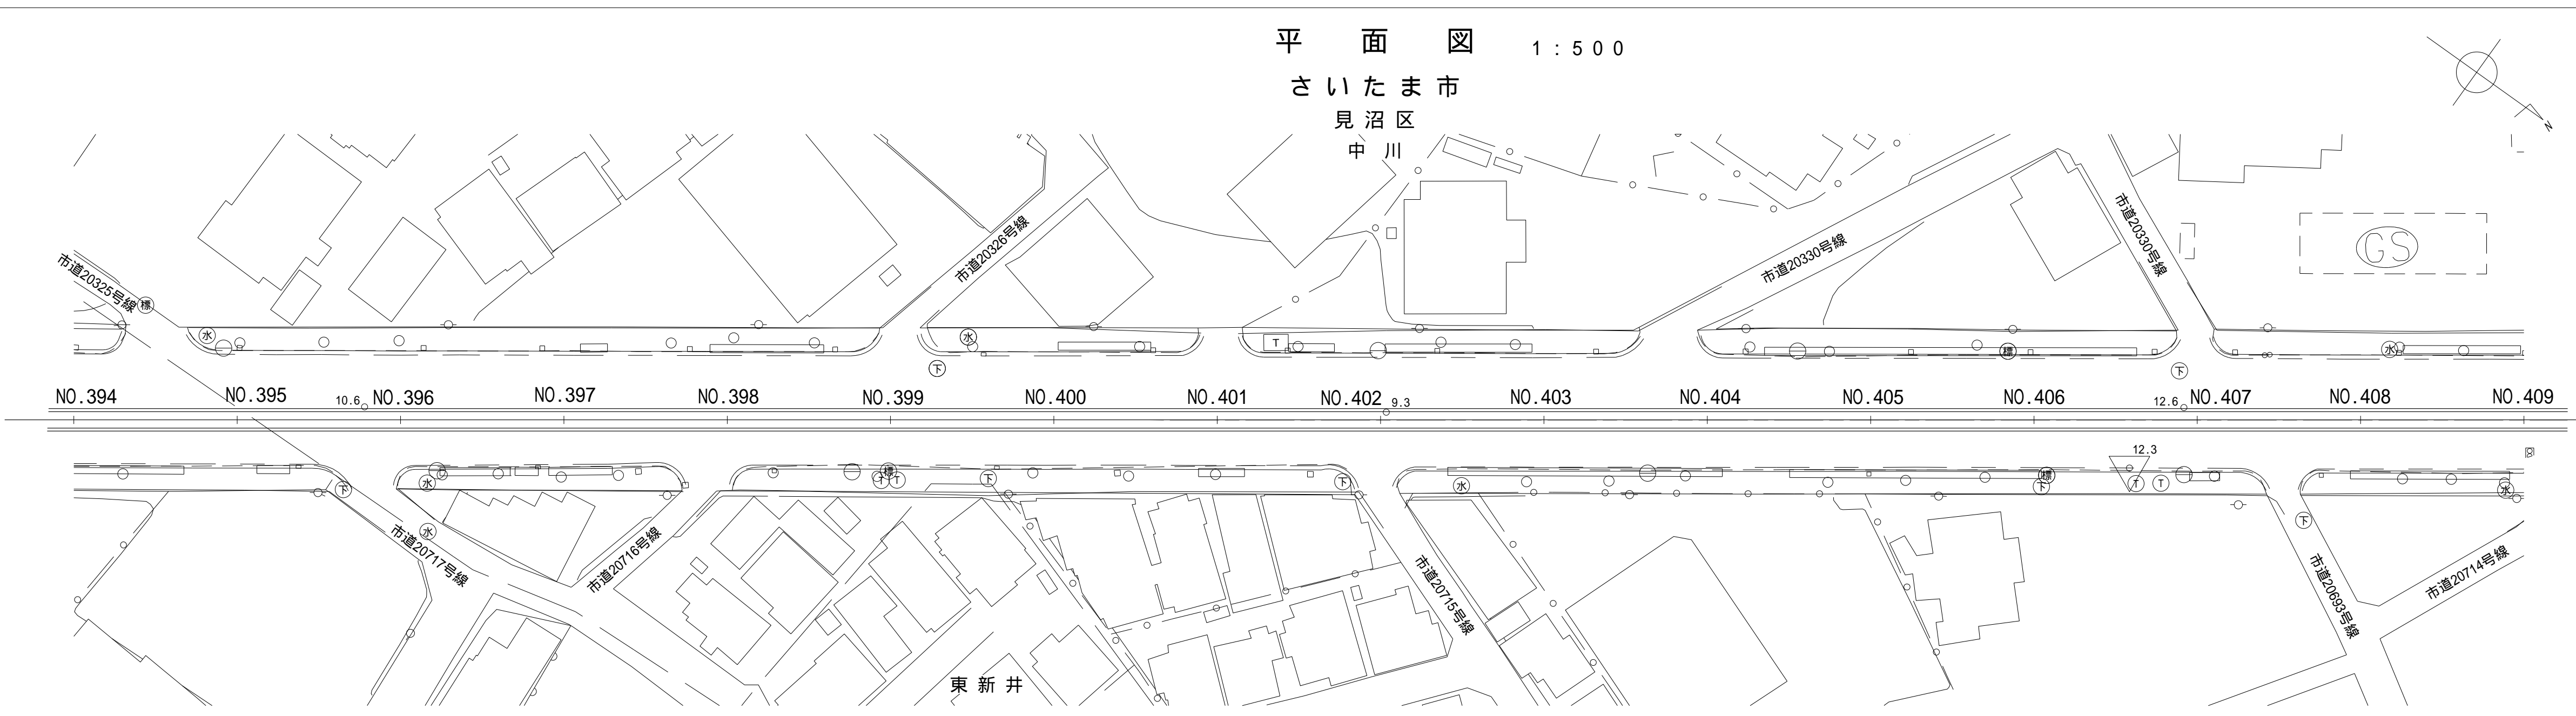 平面図 1:500
さいたま市
見沼区
中川
N
市道20325号線
標
市道20326号線
市道20330号線
市道20330号線
GS
水
水
T
標
水
下
下
NO.394 NO.395 10.6 NO.396 NO.397 NO.398 NO.399 NO.400 NO.401 NO.402 9.3 NO.403 NO.404 NO.405 NO.406 12.6 NO.407 NO.408 NO.409
12.3
下
水
標
T
T
下
下
水
標
下
T
T
水
下
水
市道20717号線
市道20716号線
市道20715号線
市道20693号線
市道20714号線
東新井